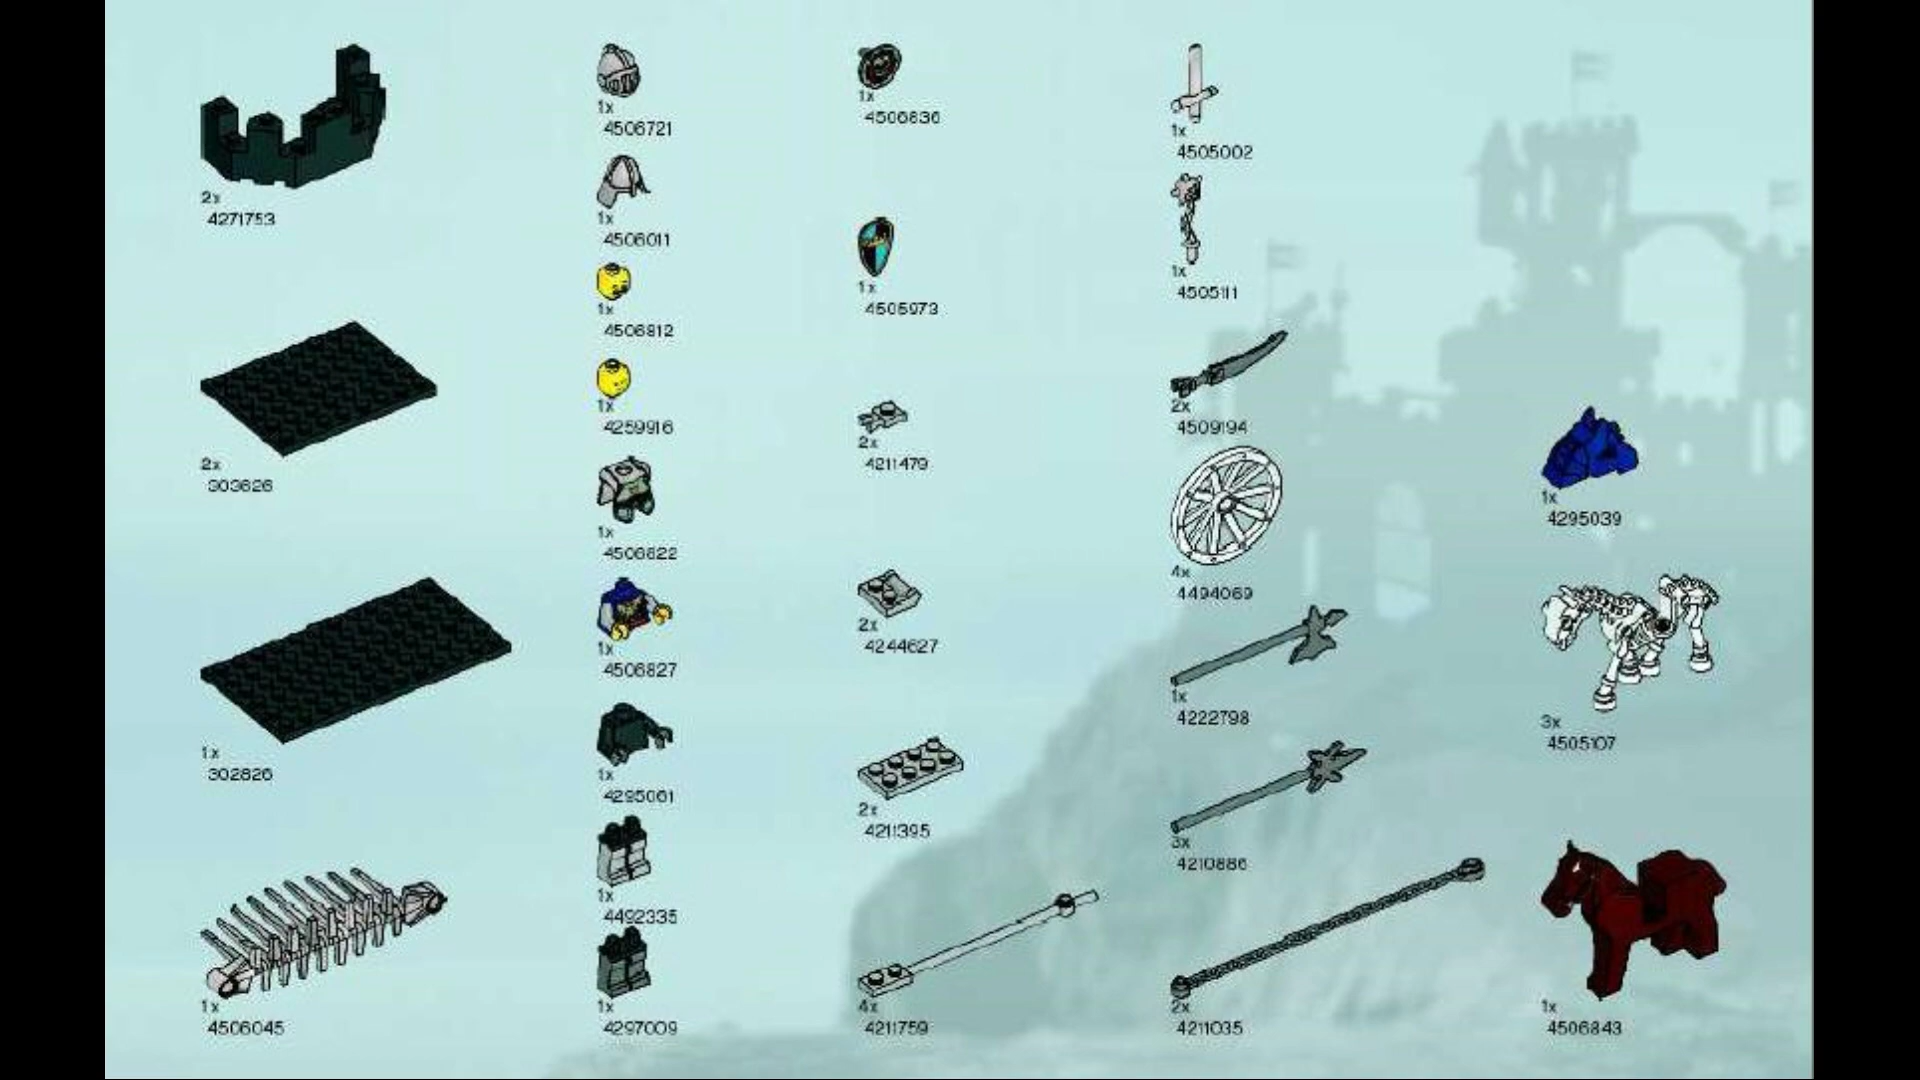 2x
4271753
2x
303626
1x
302826
1x
4506045
1x
4506721
1x
4506011
1x
4506812
1x
4259916
1x
4506822
1x
4506827
1x
4295061
1x
4492335
1x
4297009
1x
4506836
1x
4505973
2x
4211479
2x
4244627
2x
4211395
4x
4211759
1x
4505002
1x
4505111
2x
4509194
4x
4494069
1x
4222798
3x
4210886
2x
4211035
1x
4295039
3x
4505107
1x
4506843